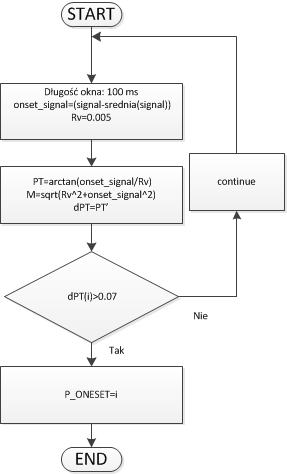 START
Długość okna: 100 ms
onset_signal=(signal-srednia(signal))
Rv=0.005
PT=arctan(onset_signal/Rv)
M=sqrt(Rv^2+onset_signal^2)
dPT=PT'
continue
dPT(i)>0.07
Nie
Tak
P_ONESET=i
END